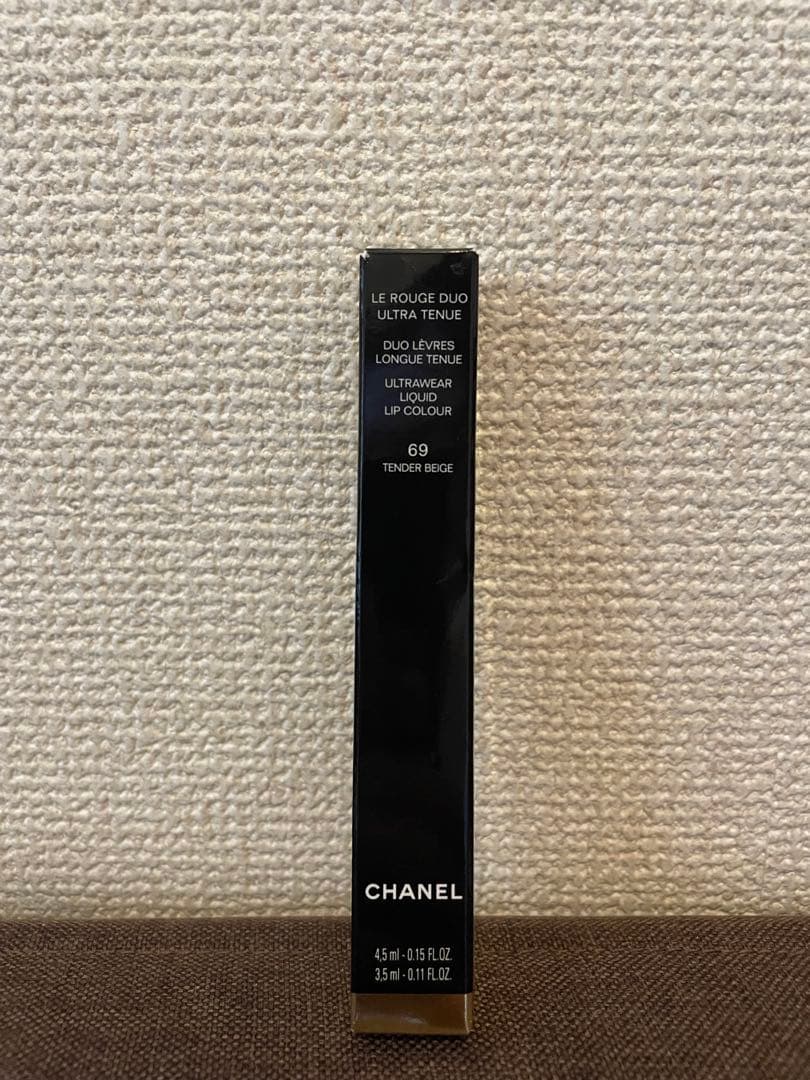 LE ROUGE DUO
ULTRA TENUE
DUO LÈVRES
LONGUE TENUE
ULTRAWEAR
LIQUID
LIP COLOUR
69
TENDER BEIGE
CHANEL
4,5 ml - 0.15 FL.OZ.
3,5 ml - 0.11 FL.OZ.